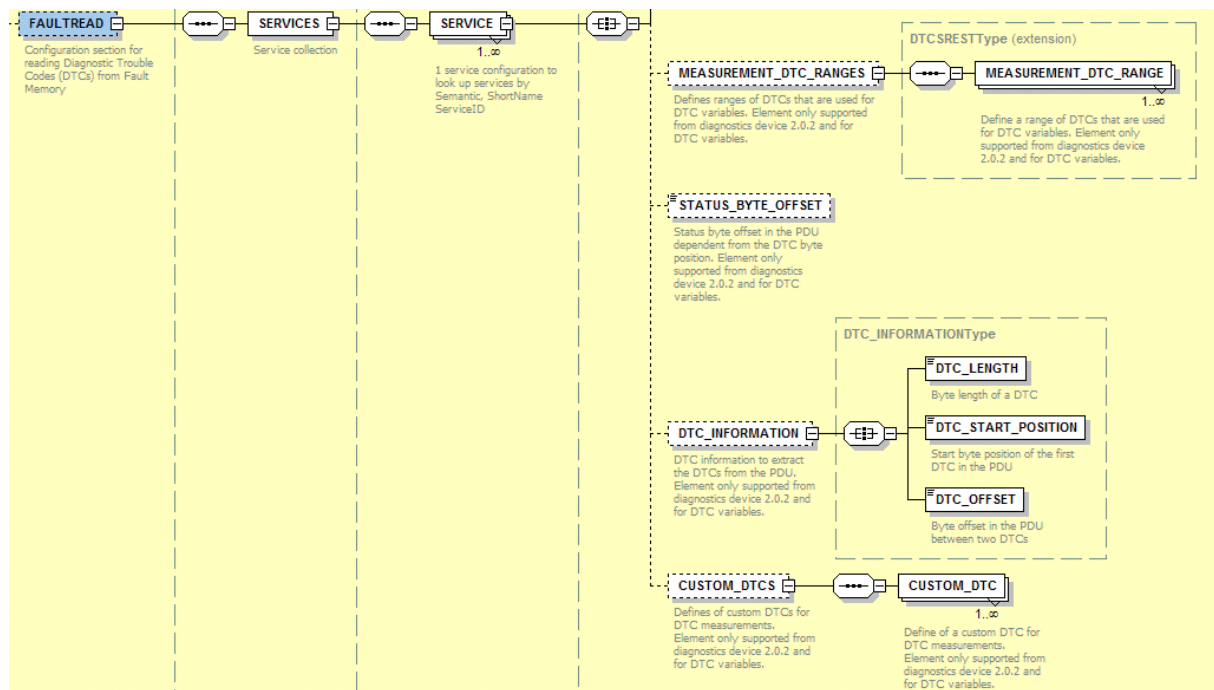 FAULTREAD
Configuration section for
reading Diagnostic Trouble
Codes (DTCs) from Fault
Memory
SERVICES
Service collection
SERVICE
1..∞
1 service configuration to
look up services by
Semantic, ShortName
ServiceID
DTCSRESTType (extension)
MEASUREMENT_DTC_RANGES
Defines ranges of DTCs that are used for
DTC variables. Element only supported
from diagnostics device 2.0.2 and for
DTC variables.
MEASUREMENT_DTC_RANGE
1..∞
Define a range of DTCs that are used
for DTC variables. Element only
supported from diagnostics device
2.0.2 and for DTC variables.
STATUS_BYTE_OFFSET
Status byte offset in the PDU
dependent from the DTC byte
position. Element only
supported from diagnostics
device 2.0.2 and for DTC
variables.
DTC_INFORMATIONType
DTC_INFORMATION
DTC information to extract
the DTCs from the PDU.
Element only supported from
diagnostics device 2.0.2 and
for DTC variables.
DTC_LENGTH
Byte length of a DTC
DTC_START_POSITION
Start byte position of the first
DTC in the PDU
DTC_OFFSET
Byte offset in the PDU
between two DTCs
CUSTOM_DTCS
Defines of custom DTCs for
DTC measurements.
Element only supported from
diagnostics device 2.0.2 and
for DTC variables.
CUSTOM_DTC
1..∞
Define of a custom DTC for
DTC measurements.
Element only supported from
diagnostics device 2.0.2 and
for DTC variables.